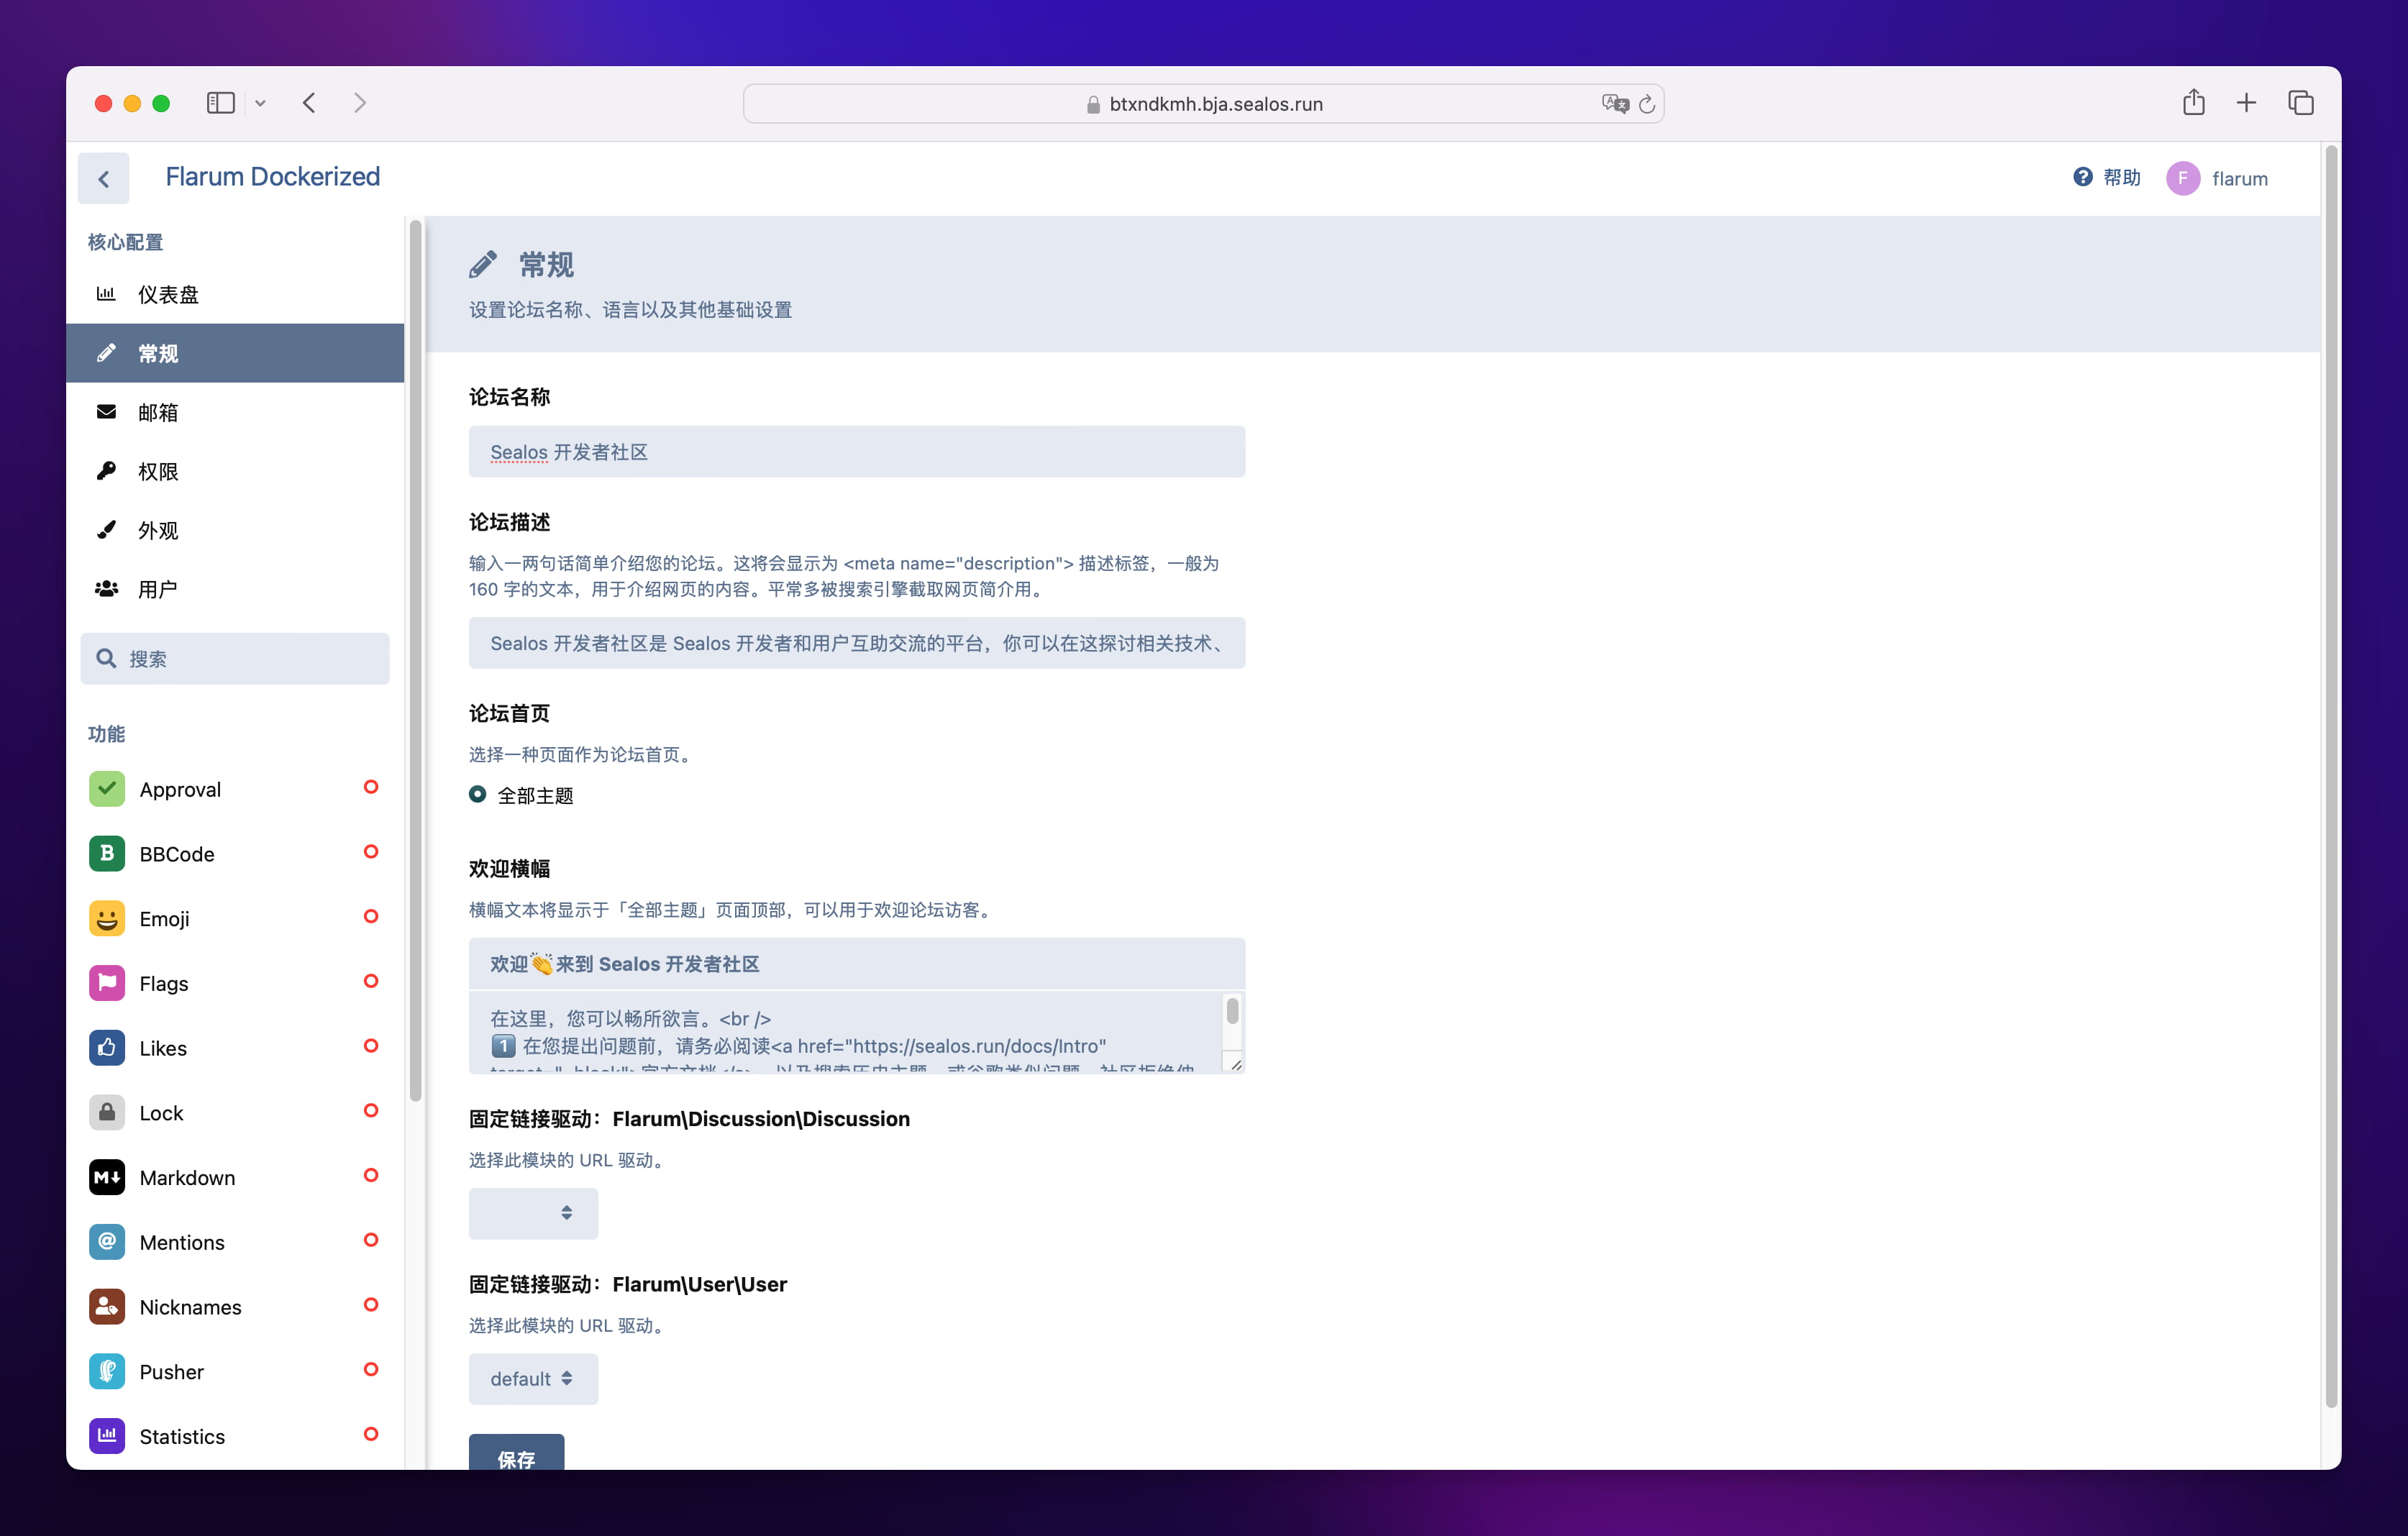 btxndkmh.bja.sealos.run
Flarum Dockerized
帮助
F
flarum
核心配置
仪表盘
常规
邮箱
权限
外观
用户
搜索
功能
Approval
BBCode
Emoji
Flags
Likes
Lock
Markdown
Mentions
Nicknames
Pusher
Statistics
常规
设置论坛名称、语言以及其他基础设置
论坛名称
Sealos 开发者社区
论坛描述
输入一两句话简单介绍您的论坛。这将会显示为 <meta name="description"> 描述标签，一般为
160 字的文本，用于介绍网页的内容。平常多被搜索引擎截取网页简介用。
Sealos 开发者社区是 Sealos 开发者和用户互助交流的平台，你可以在这探讨相关技术、
论坛首页
选择一种页面作为论坛首页。
全部主题
欢迎横幅
横幅文本将显示于「全部主题」页面顶部，可以用于欢迎论坛访客。
欢迎👏来到 Sealos 开发者社区
在这里，您可以畅所欲言。<br />
1️⃣ 在您提出问题前，请务必阅读<a href="https://sealos.run/docs/Intro"
固定链接驱动：Flarum\Discussion\Discussion
选择此模块的 URL 驱动。
固定链接驱动：Flarum\User\User
选择此模块的 URL 驱动。
default
保存